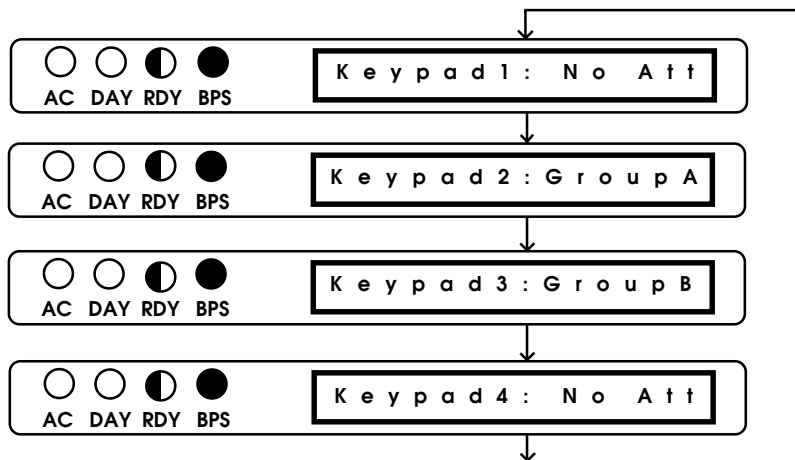 Keypad1: No Att
AC DAY RDY BPS
Keypad2:GroupA
AC DAY RDY BPS
Keypad3:GroupB
AC DAY RDY BPS
Keypad4: No Att
AC DAY RDY BPS